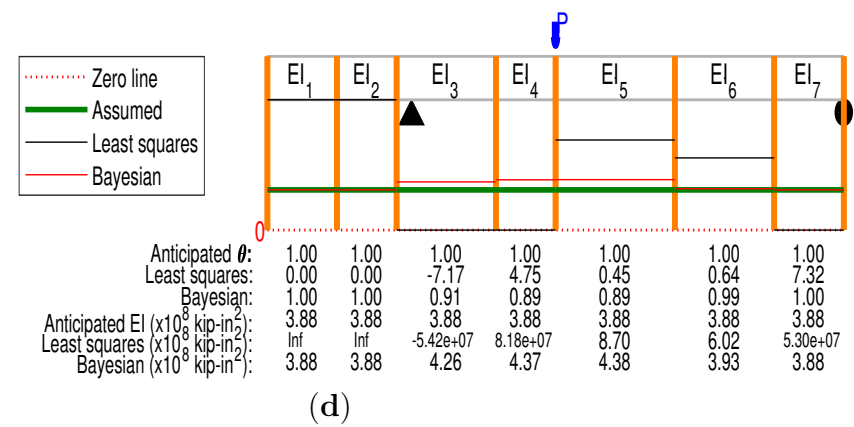 P
EI1 EI2 EI3 EI4 EI5 EI6 EI7
Zero line
Assumed
Least squares
Bayesian
0
Anticipated θ: 1.00 1.00 1.00 1.00 1.00 1.00 1.00
Least squares: 0.00 0.00 -7.17 4.75 0.45 0.64 7.32
Bayesian: 1.00 1.00 0.91 0.89 0.89 0.99 1.00
Anticipated EI (x10^8 kip-in^2): 3.88 3.88 3.88 3.88 3.88 3.88 3.88
Least squares (x10^8 kip-in^2): Inf Inf -5.42e+07 8.18e+07 8.70 6.02 5.30e+07
Bayesian (x10^8 kip-in^2): 3.88 3.88 4.26 4.37 4.38 3.93 3.88
(d)